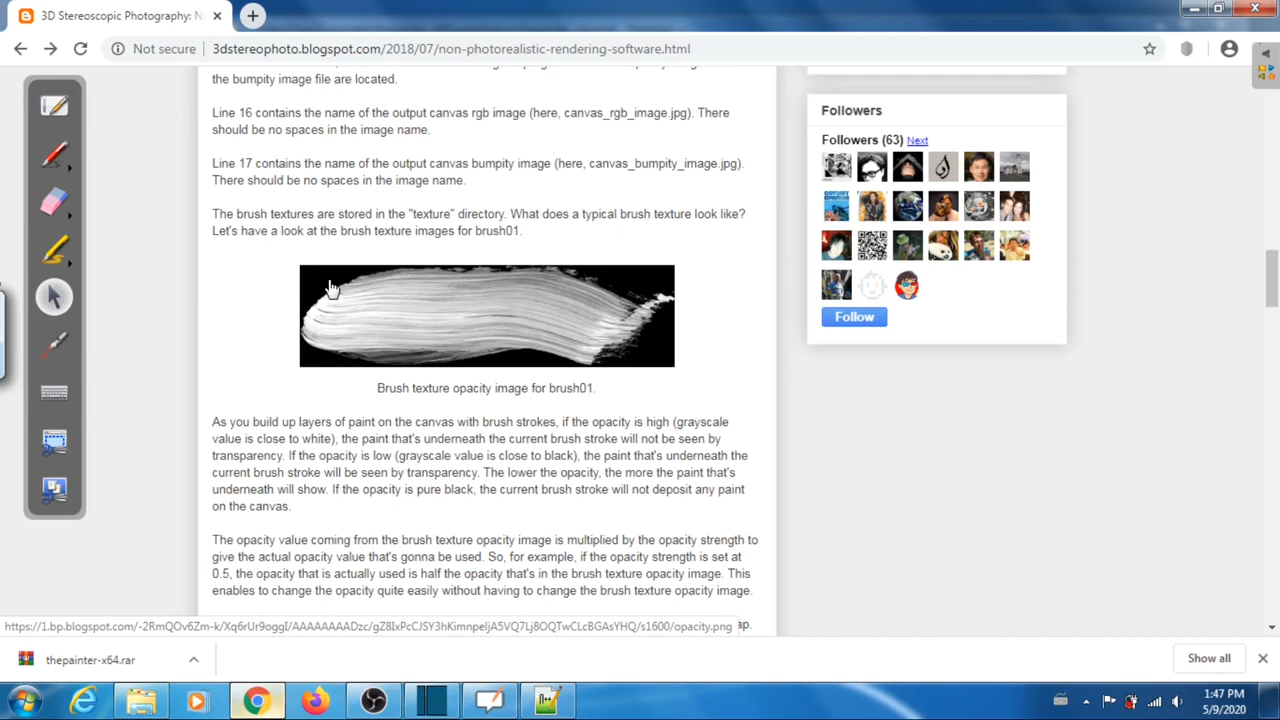 3D Stereoscopic Photography: N
Not secure
3dstereophoto.blogspot.com/2018/07/non-photorealistic-rendering-software.html
the bumpity image file are located.
Line 16 contains the name of the output canvas rgb image (here, canvas_rgb_image.jpg). There
should be no spaces in the image name.
Line 17 contains the name of the output canvas bumpity image (here, canvas_bumpity_image.jpg).
There should be no spaces in the image name.
The brush textures are stored in the "texture" directory. What does a typical brush texture look like?
Let's have a look at the brush texture images for brush01.
Brush texture opacity image for brush01.
As you build up layers of paint on the canvas with brush strokes, if the opacity is high (grayscale
value is close to white), the paint that's underneath the current brush stroke will not be seen by
transparency. If the opacity is low (grayscale value is close to black), the paint that's underneath the
current brush stroke will be seen by transparency. The lower the opacity, the more the paint that's
underneath will show. If the opacity is pure black, the current brush stroke will not deposit any paint
on the canvas.
The opacity value coming from the brush texture opacity image is multiplied by the opacity strength to
give the actual opacity value that's gonna be used. So, for example, if the opacity strength is set at
0.5, the opacity that is actually used is half the opacity that's in the brush texture opacity image. This
enables to change the opacity quite easily without having to change the brush texture opacity image.
ap.
Followers
Followers (63) Next
Follow
https://1.bp.blogspot.com/-2RmQOv6Zm-k/Xq6rUr9oggI/AAAAAAAADzc/gZ8IxPcCJSY3hKimnpeljA5VQ7Lj8OQTwCLcBGAsYHQ/s1600/opacity.png
thepainter-x64.rar
Show all
1:47 PM
5/9/2020